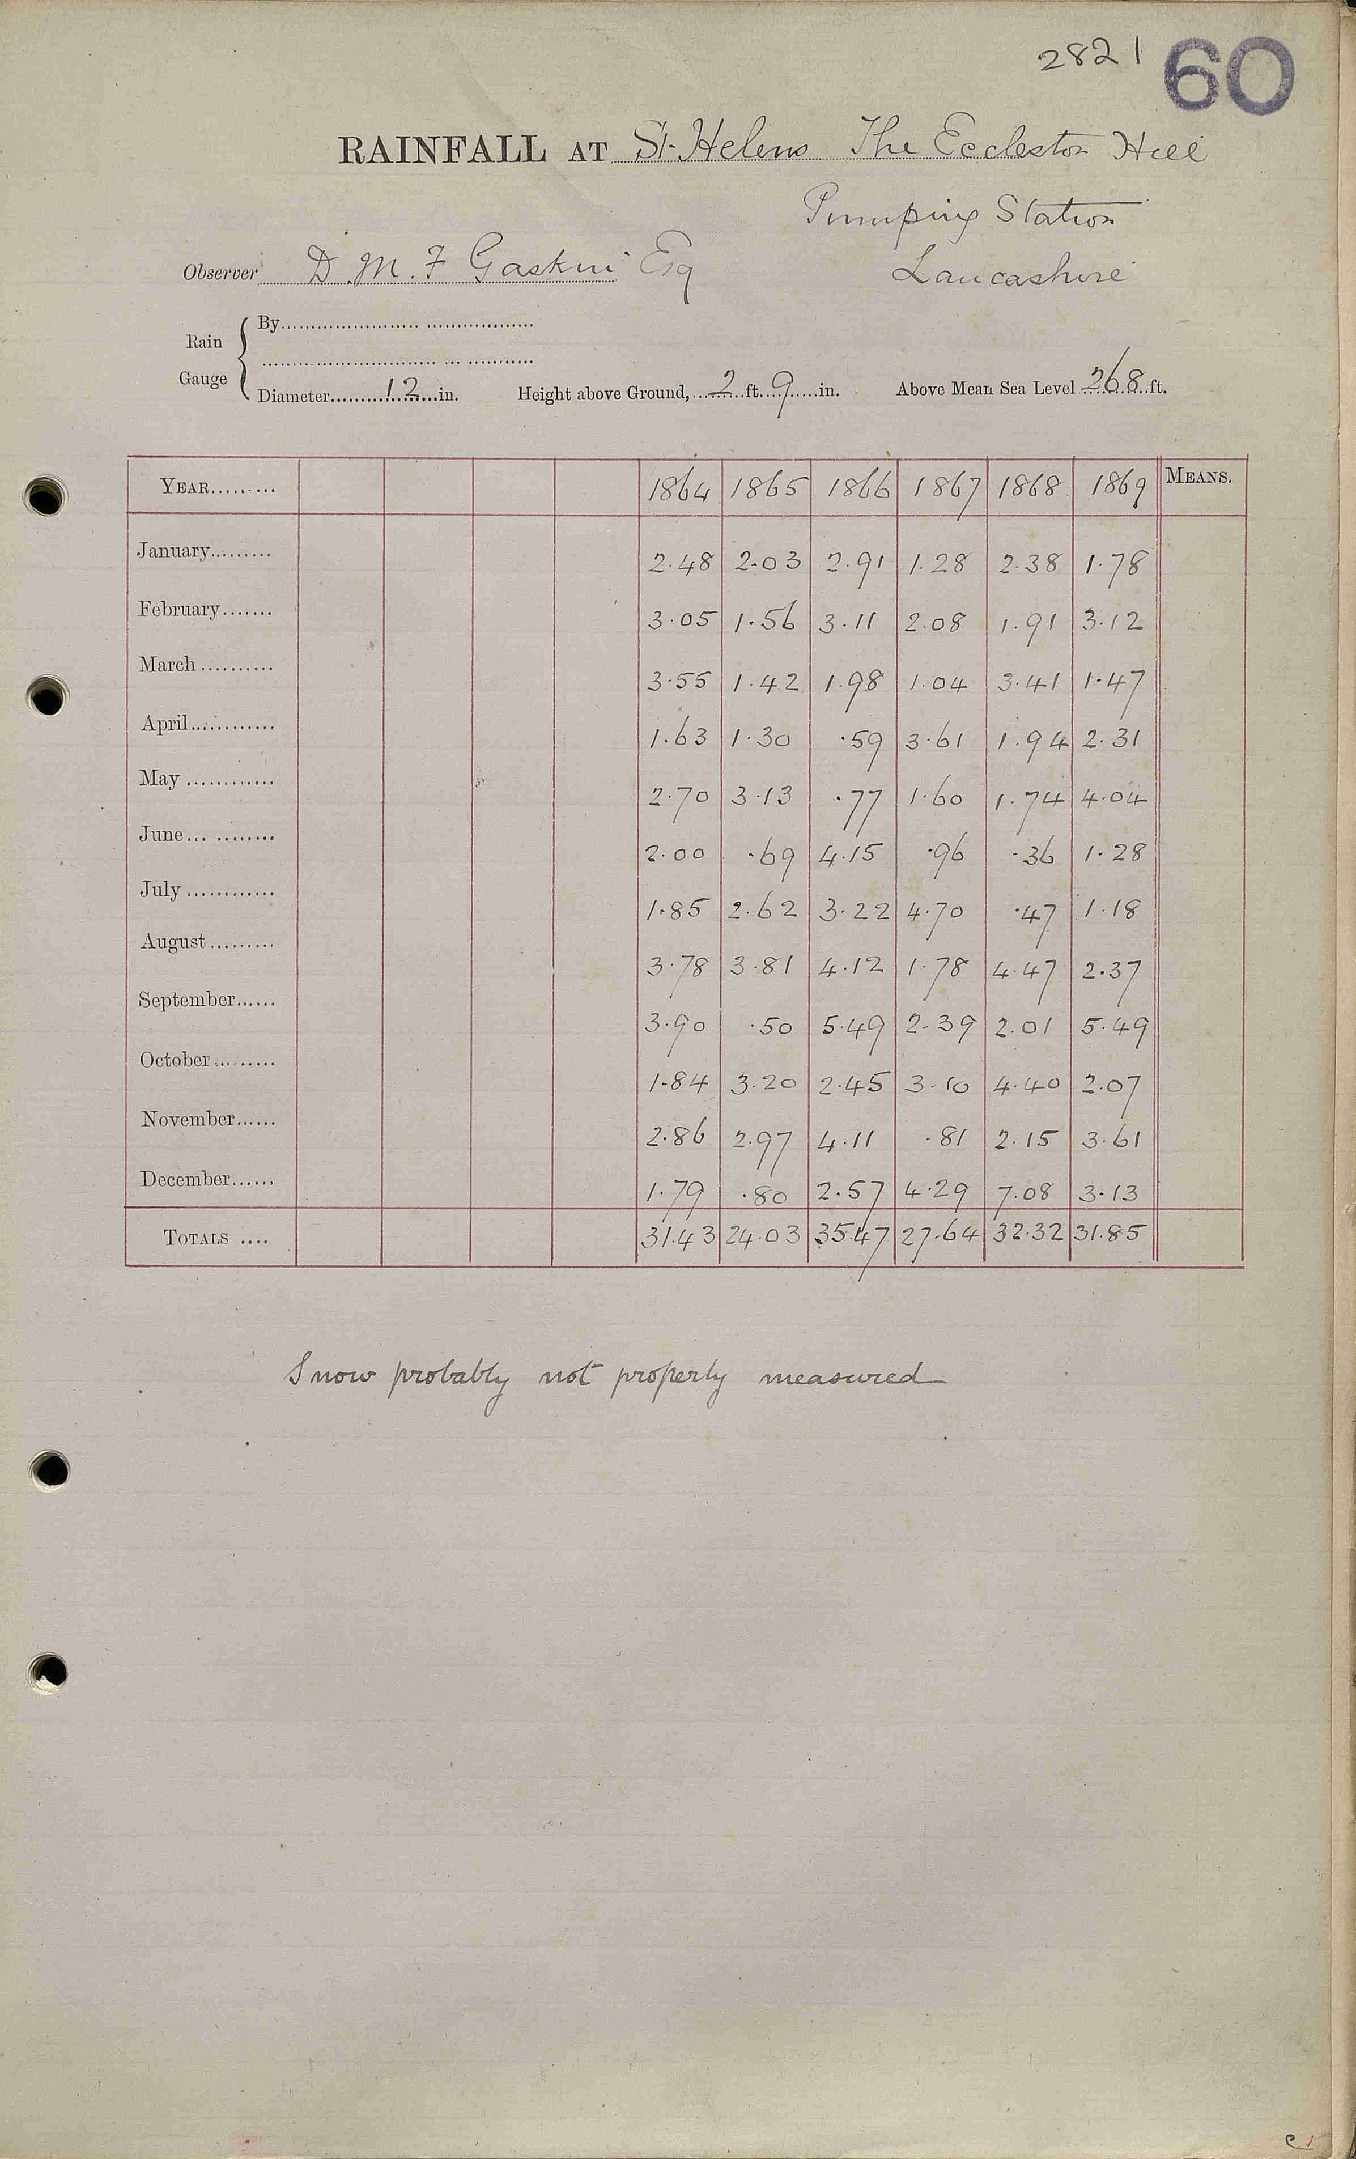 2821 60
RAINFALL AT St. Helens The Eccleston Hill
Pumping Station
Observer D. M. F Gaskin Esq Lancashire
Rain Gauge
By
Diameter 12 in. Height above Ground, 2 ft. 9 in. Above Mean Sea Level 268 ft.
YEAR 1864 1865 1866 1867 1868 1869 MEANS.
January 2.48 2.03 2.91 1.28 2.38 1.78
February 3.05 1.56 3.11 2.08 1.91 3.12
March 3.55 1.42 1.98 1.04 3.41 1.47
April 1.63 1.30 .59 3.61 1.94 2.31
May 2.70 3.13 .77 1.60 1.74 4.04
June 2.00 .69 4.15 .96 .36 1.28
July 1.85 2.62 3.22 4.70 .47 1.18
August 3.78 3.81 4.12 1.78 4.47 2.37
September 3.90 .50 5.49 2.39 2.01 5.49
October 1.84 3.20 2.45 3.10 4.40 2.07
November 2.86 2.97 4.11 .81 2.15 3.61
December 1.79 .80 2.57 4.29 7.08 3.13
TOTALS 31.43 24.03 35.47 27.64 32.32 31.85
Snow probably not properly measured